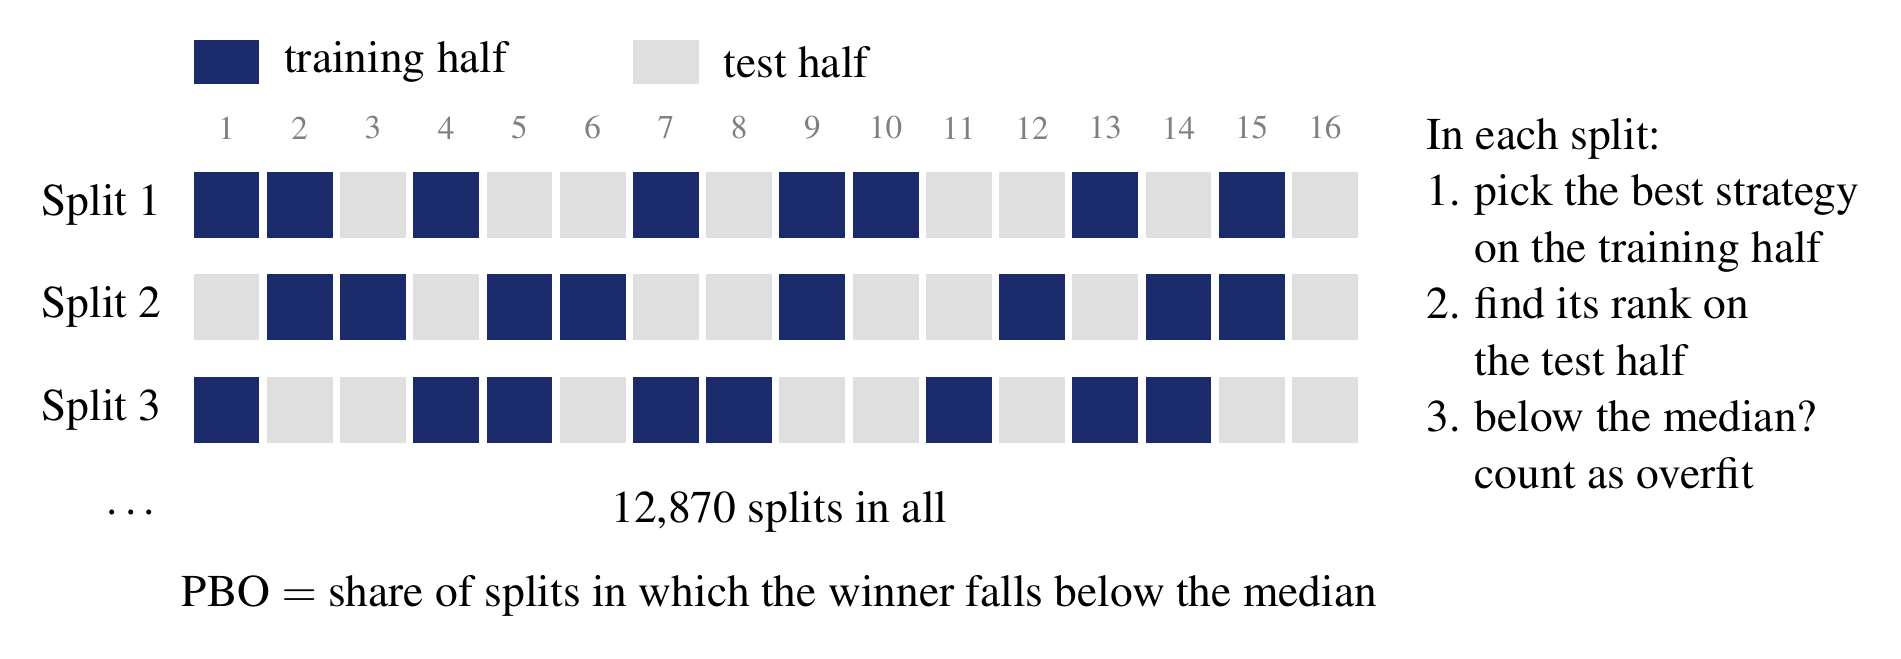 training half test half
1 2 3 4 5 6 7 8 9 10 11 12 13 14 15 16
Split 1
Split 2
Split 3
... 12,870 splits in all
PBO = share of splits in which the winner falls below the median
In each split:
1. pick the best strategy
on the training half
2. find its rank on
the test half
3. below the median?
count as overfit